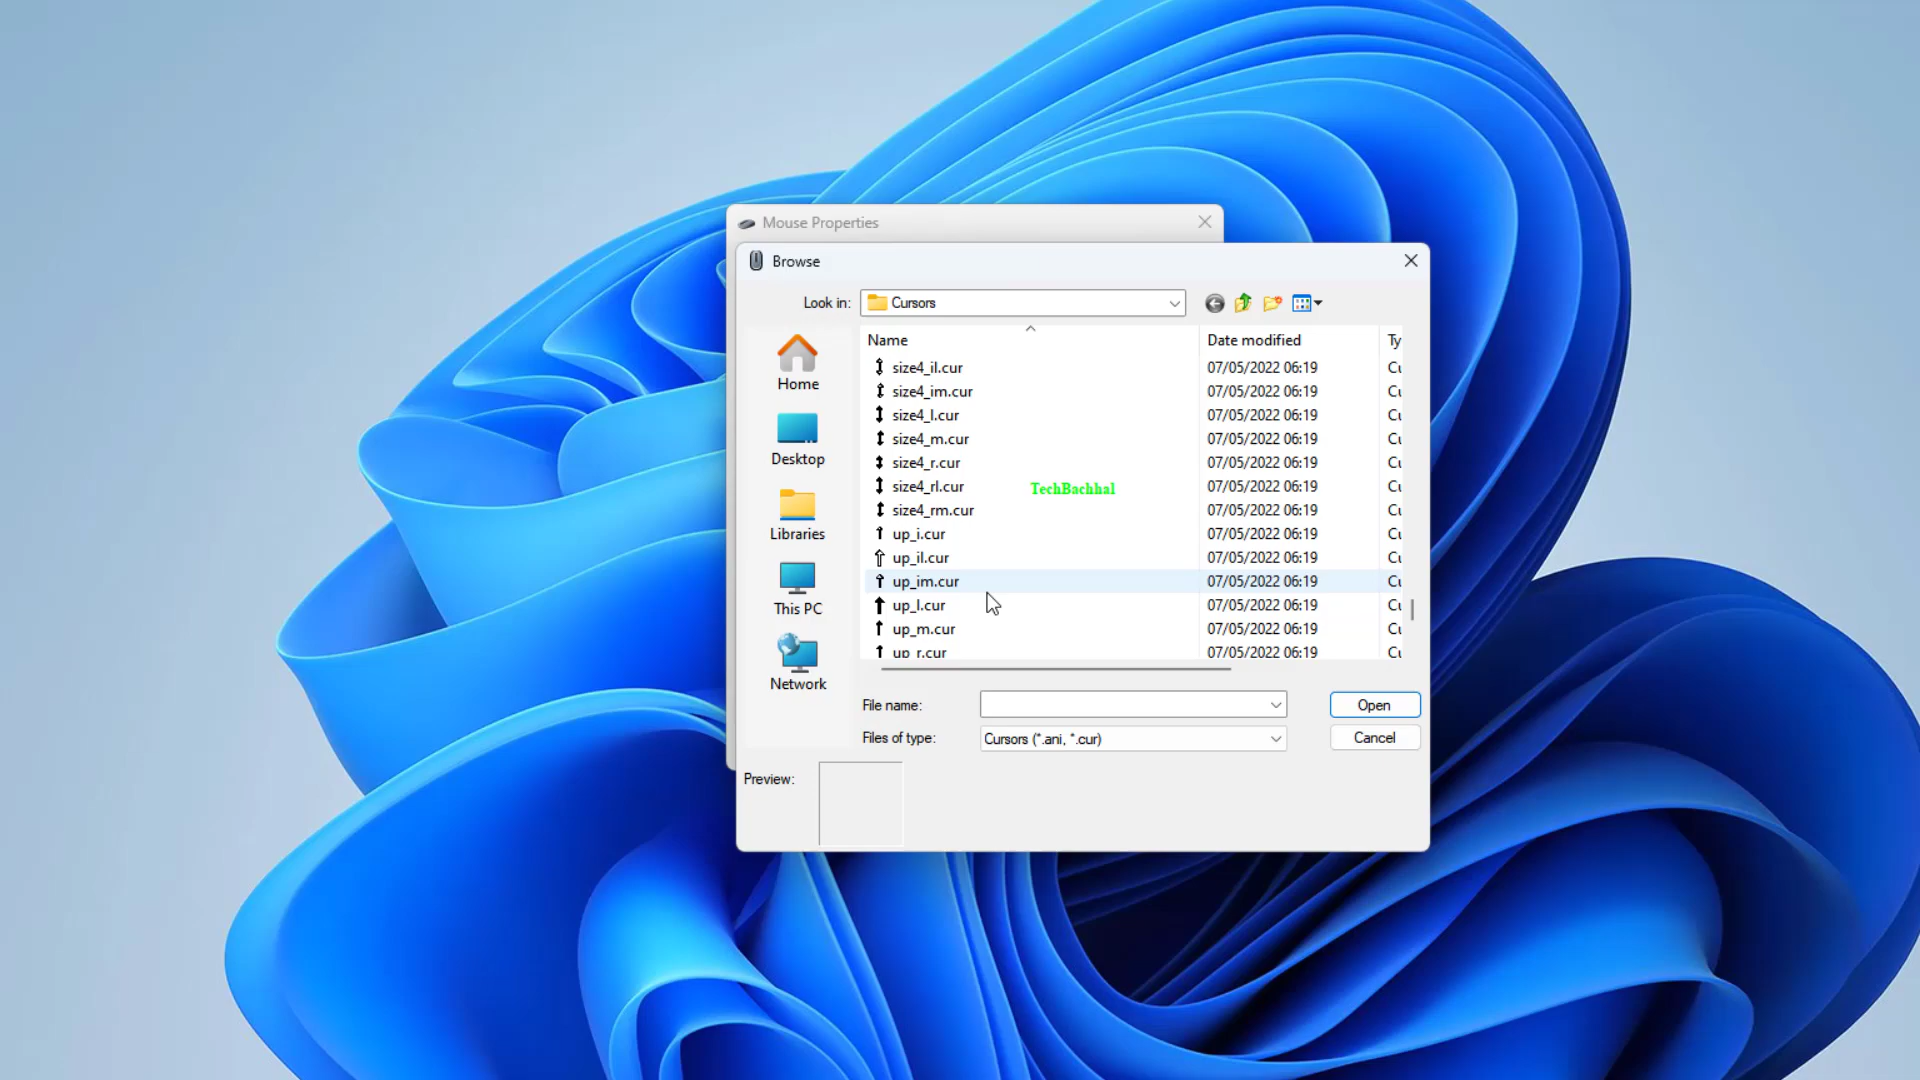 Mouse Properties
Browse
Look in: Cursors
Name Date modified Ty
size4_il.cur 07/05/2022 06:19 Cu
size4_im.cur 07/05/2022 06:19 Cu
size4_l.cur 07/05/2022 06:19 Cu
size4_m.cur 07/05/2022 06:19 Cu
size4_r.cur 07/05/2022 06:19 Cu
size4_rl.cur 07/05/2022 06:19 Cu
TechBachhal
size4_rm.cur 07/05/2022 06:19 Cu
up_i.cur 07/05/2022 06:19 Cu
up_il.cur 07/05/2022 06:19 Cu
up_im.cur 07/05/2022 06:19 Cu
up_l.cur 07/05/2022 06:19 Cu
up_m.cur 07/05/2022 06:19 Cu
up_r.cur 07/05/2022 06:19 Cu
Home
Desktop
Libraries
This PC
Network
File name:
Open
Files of type: Cursors (*.ani, *.cur)
Cancel
Preview: